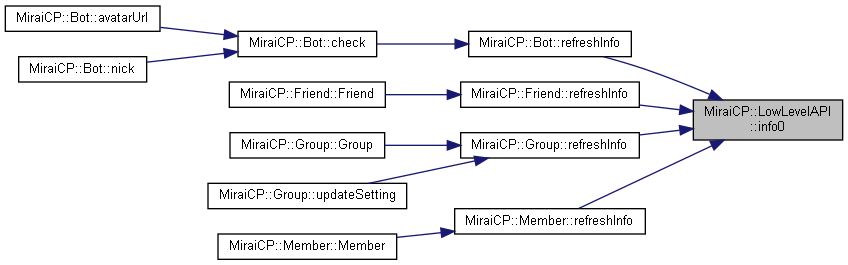 MiraiCP::Bot::avatarUrl
MiraiCP::Bot::nick
MiraiCP::Bot::check
MiraiCP::Bot::refreshInfo
MiraiCP::Friend::Friend
MiraiCP::Friend::refreshInfo
MiraiCP::LowLevelAPI
::info0
MiraiCP::Group::Group
MiraiCP::Group::refreshInfo
MiraiCP::Group::updateSetting
MiraiCP::Member::refreshInfo
MiraiCP::Member::Member